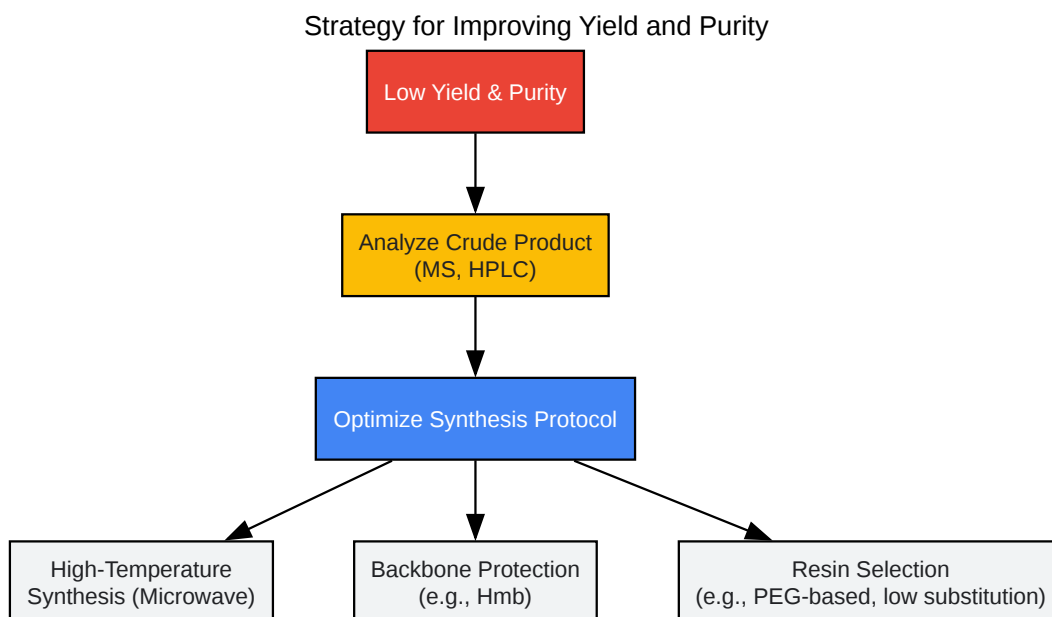 Strategy for Improving Yield and Purity
Low Yield & Purity
Analyze Crude Product
(MS, HPLC)
Optimize Synthesis Protocol
High-Temperature
Synthesis (Microwave)
Backbone Protection
(e.g., Hmb)
Resin Selection
(e.g., PEG-based, low substitution)